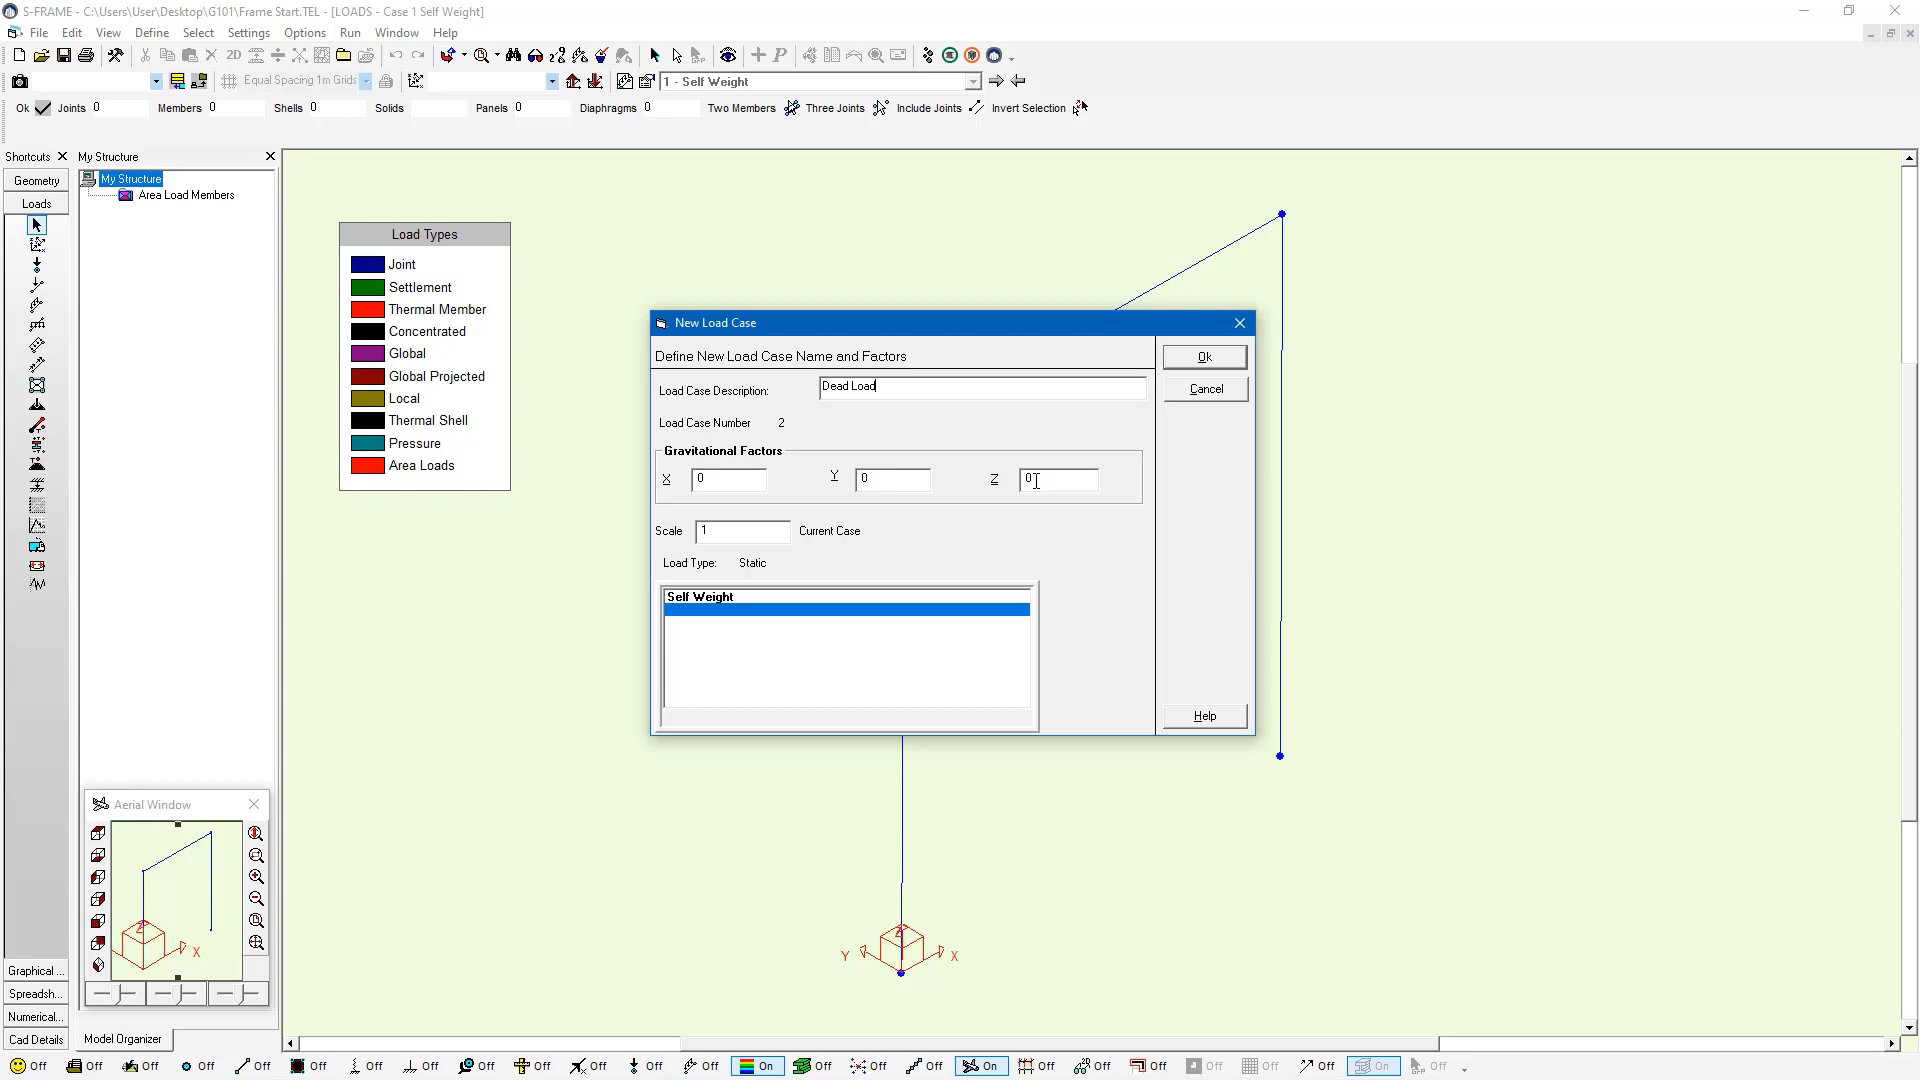 S-FRAME - C:\Users\User\Desktop\G101\Frame Start.TEL - [LOADS - Case 1 Self Weight]
File Edit View Define Select Settings Options Run Window Help
2D
Equal Spacing 1m Grids
1 - Self Weight
Ok Joints 0 Members 0 Shells 0 Solids Panels 0 Diaphragms 0 Two Members Three Joints Include Joints Invert Selection
Shortcuts
My Structure
Geometry
Loads
My Structure
Area Load Members
Load Types
Joint
Settlement
Thermal Member
Concentrated
Global
Global Projected
Local
Thermal Shell
Pressure
Area Loads
New Load Case
Define New Load Case Name and Factors
Load Case Description: Dead Load
Load Case Number 2
Gravitational Factors
X 0 Y 0 Z 0
Scale 1 Current Case
Load Type: Static
Self Weight
Ok
Cancel
Help
Aerial Window
Z
X
Z
Y X
Graphical ...
Spreadsh...
Numerical...
Cad Details
Model Organizer
Off Off Off Off Off Off Off Off Off Off Off Off Off On Off Off Off On Off Off Off Off Off Off On Off